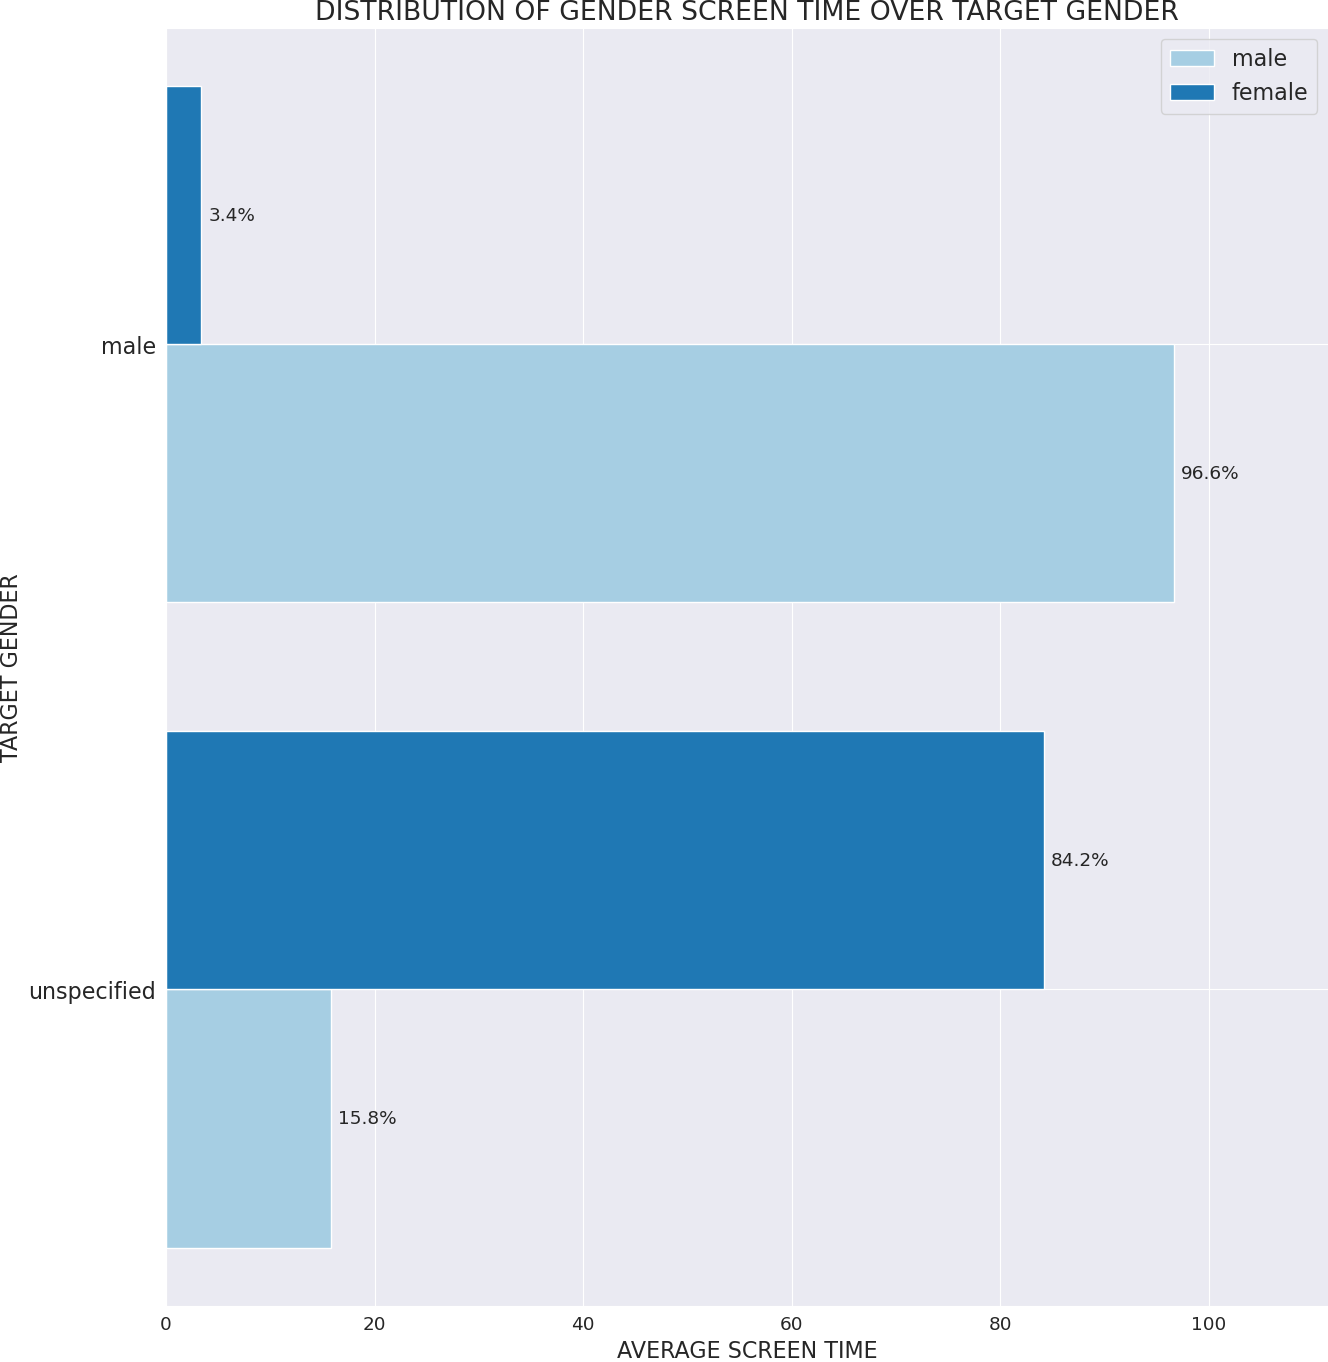 DISTRIBUTION OF GENDER SCREEN TIME OVER TARGET GENDER
male
female
3.4%
male
96.6%
TARGET GENDER
84.2%
unspecified
15.8%
0 20 40 60 80 100
AVERAGE SCREEN TIME